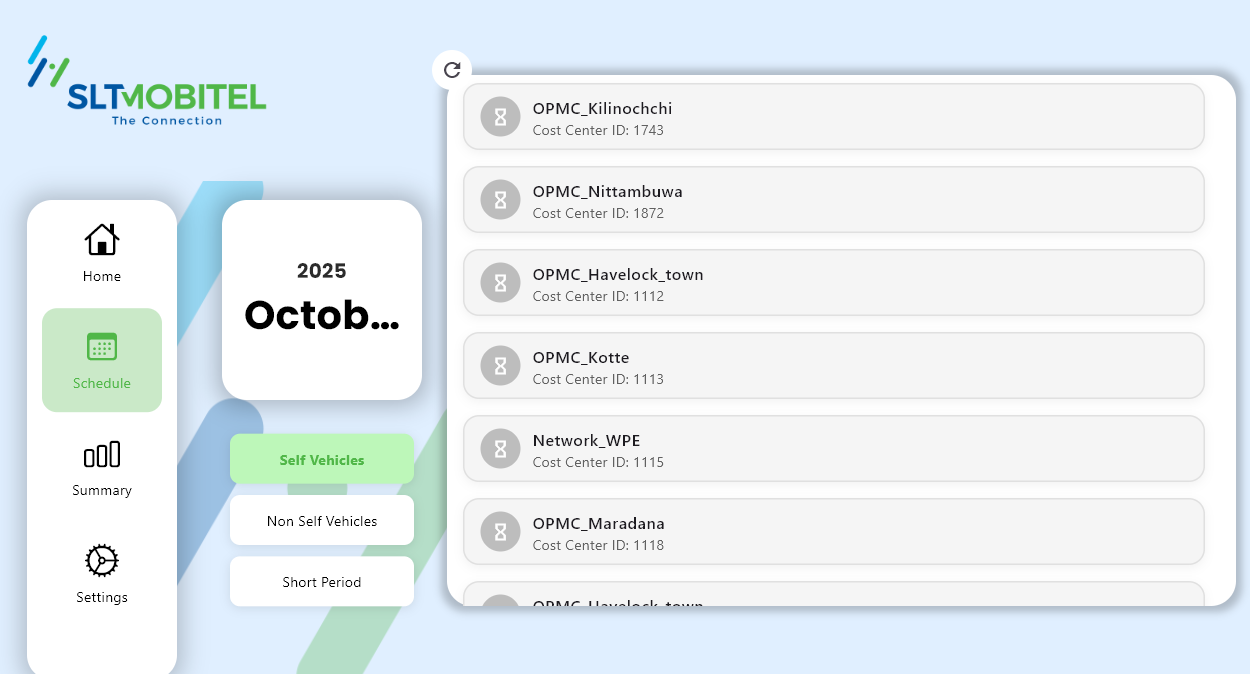 SLTMOBITEL
The Connection
Home
Schedule
Summary
Settings
2025
Octob...
Self Vehicles
Non Self Vehicles
Short Period
OPMC_Kilinochchi
Cost Center ID: 1743
OPMC_Nittambuwa
Cost Center ID: 1872
OPMC_Havelock_town
Cost Center ID: 1112
OPMC_Kotte
Cost Center ID: 1113
Network_WPE
Cost Center ID: 1115
OPMC_Maradana
Cost Center ID: 1118
OPMC_Havelock_town